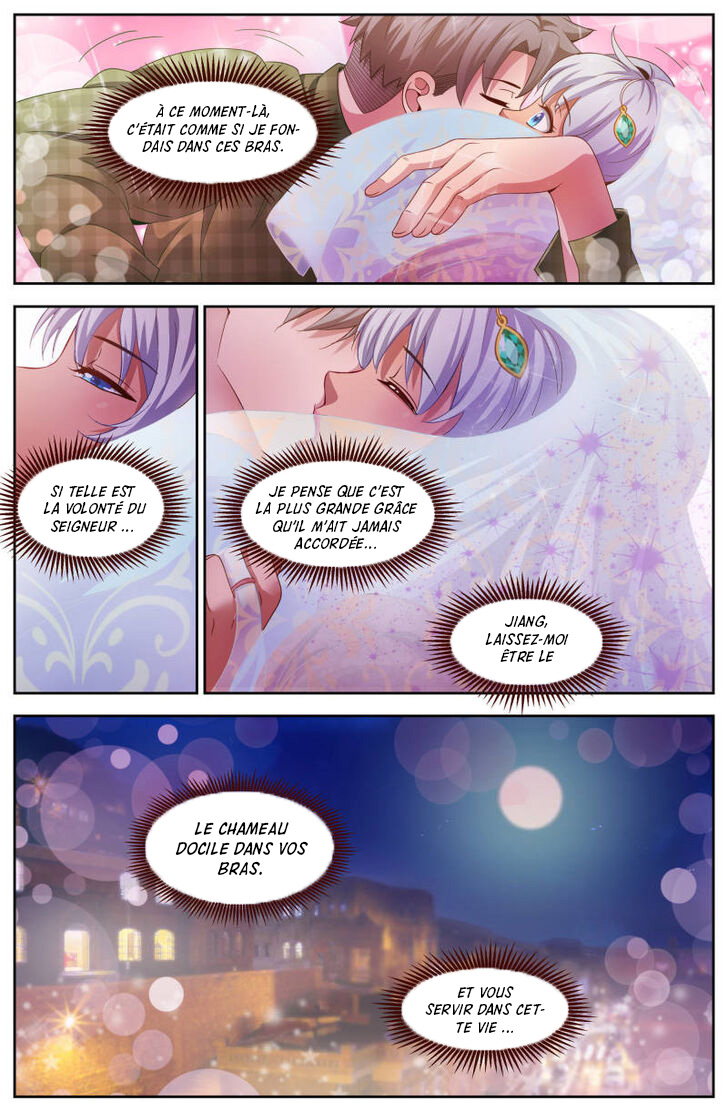 À CE MOMENT-LÀ,
C'ÉTAIT COMME SI JE FON-
DAIS DANS CES BRAS.
SI TELLE EST
LA VOLONTÉ DU
SEIGNEUR ...
JE PENSE QUE C'EST
LA PLUS GRANDE GRÂCE
QU'IL M'AIT JAMAIS
ACCORDÉE...
JIANG,
LAISSEZ-MOI
ÊTRE LE
LE CHAMEAU
DOCILE DANS VOS
BRAS.
ET VOUS
SERVIR DANS CET-
TE VIE ...